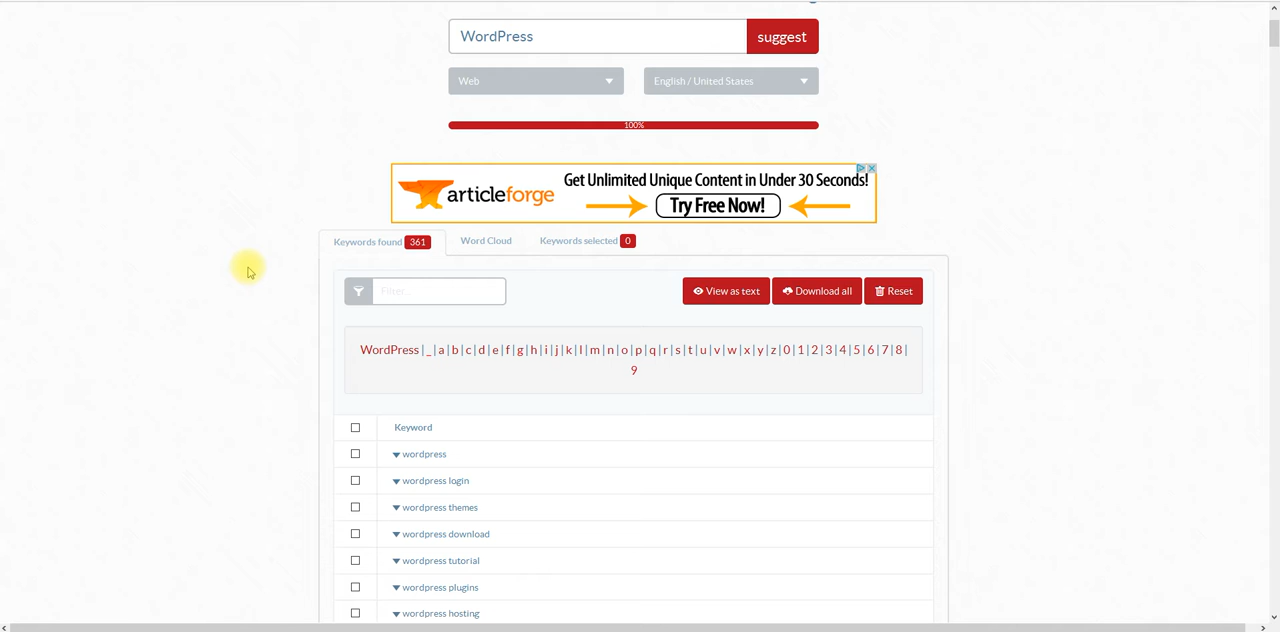 WordPress
suggest
Web
English / United States
100%
articleforge
Get Unlimited Unique Content in Under 30 Seconds!
Try Free Now!
Keywords found 361
Word Cloud
Keywords selected 0
Filter...
View as text
Download all
Reset
WordPress | _ | a | b | c | d | e | f | g | h | i | j | k | l | m | n | o | p | q | r | s | t | u | v | w | x | y | z | 0 | 1 | 2 | 3 | 4 | 5 | 6 | 7 | 8 |
9
Keyword
wordpress
wordpress login
wordpress themes
wordpress download
wordpress tutorial
wordpress plugins
wordpress hosting